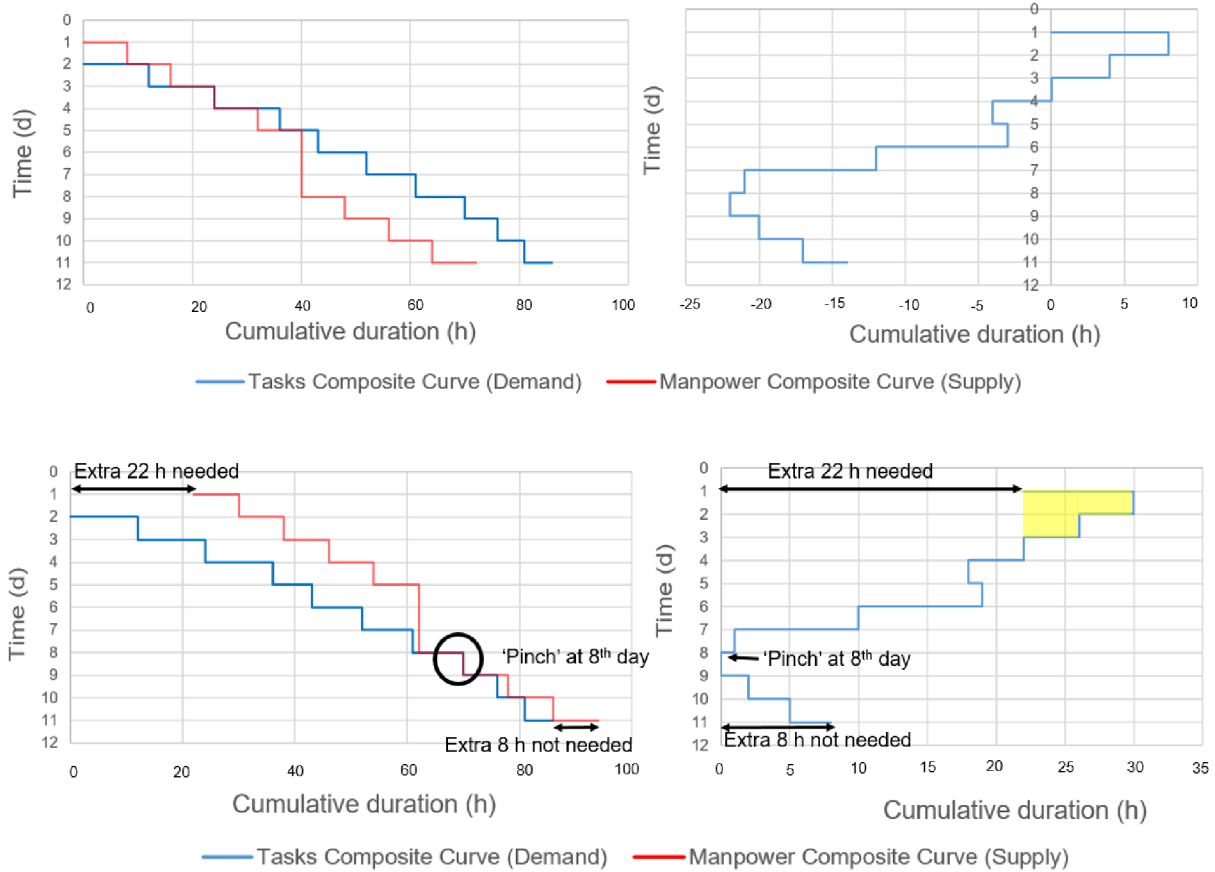 0
1
2
3
4
5
6
7
8
9
10
11
12
Time (d)
0 20 40 60 80 100
Cumulative duration (h)
0
1
2
3
4
5
6
7
8
9
10
11
12
Time (d)
-25 -20 -15 -10 -5 0 5 10
Cumulative duration (h)
Tasks Composite Curve (Demand) Manpower Composite Curve (Supply)
Extra 22 h needed
0
1
2
3
4
5
6
7
8
9
10
11
12
Time (d)
'Pinch' at 8th day
Extra 8 h not needed
0 20 40 60 80 100
Cumulative duration (h)
Extra 22 h needed
0
1
2
3
4
5
6
7
8
9
10
11
12
Time (d)
'Pinch' at 8th day
Extra 8 h not needed
0 5 10 15 20 25 30 35
Cumulative duration (h)
Tasks Composite Curve (Demand) Manpower Composite Curve (Supply)